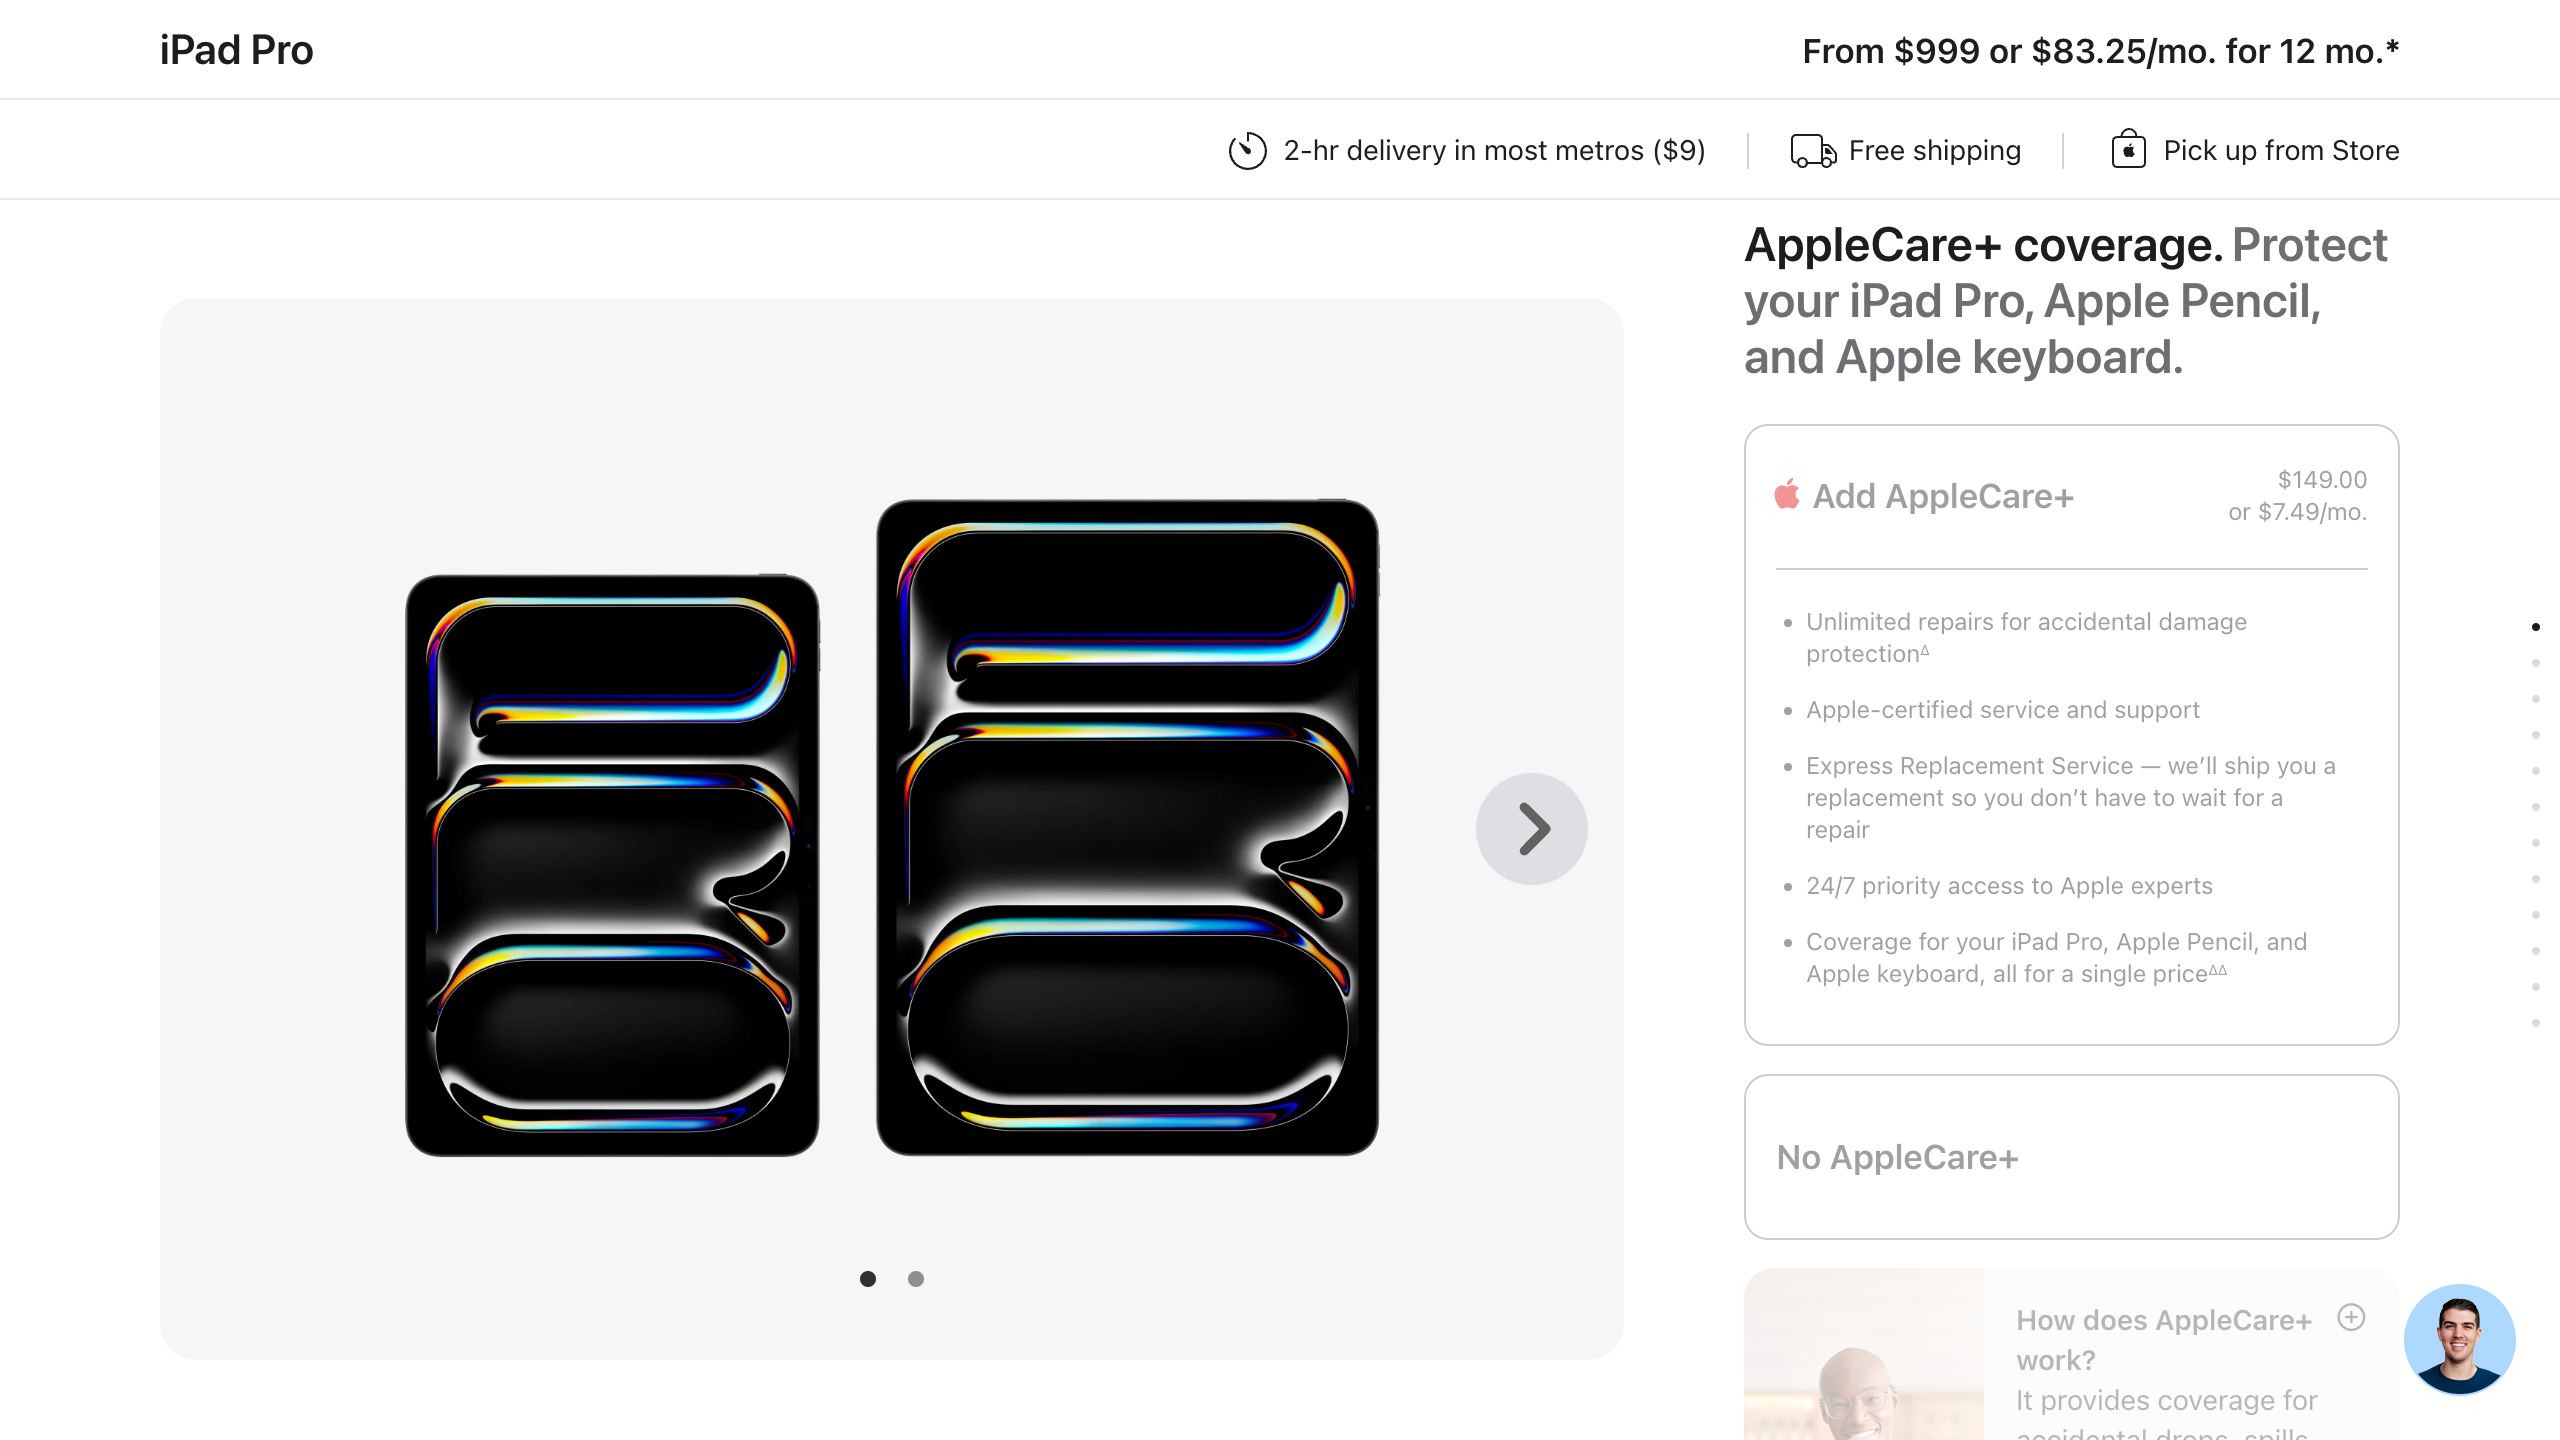 iPad Pro
From $999 or $83.25/mo. for 12 mo.*
2-hr delivery in most metros ($9)
Free shipping
Pick up from Store
AppleCare+ coverage. Protect
your iPad Pro, Apple Pencil,
and Apple keyboard.
Add AppleCare+
$149.00
or $7.49/mo.
Unlimited repairs for accidental damage
protection∆
Apple-certified service and support
Express Replacement Service — we’ll ship you a
replacement so you don’t have to wait for a
repair
24/7 priority access to Apple experts
Coverage for your iPad Pro, Apple Pencil, and
Apple keyboard, all for a single price∆∆
No AppleCare+
How does AppleCare+
work?
It provides coverage for
accidental drops, spills,